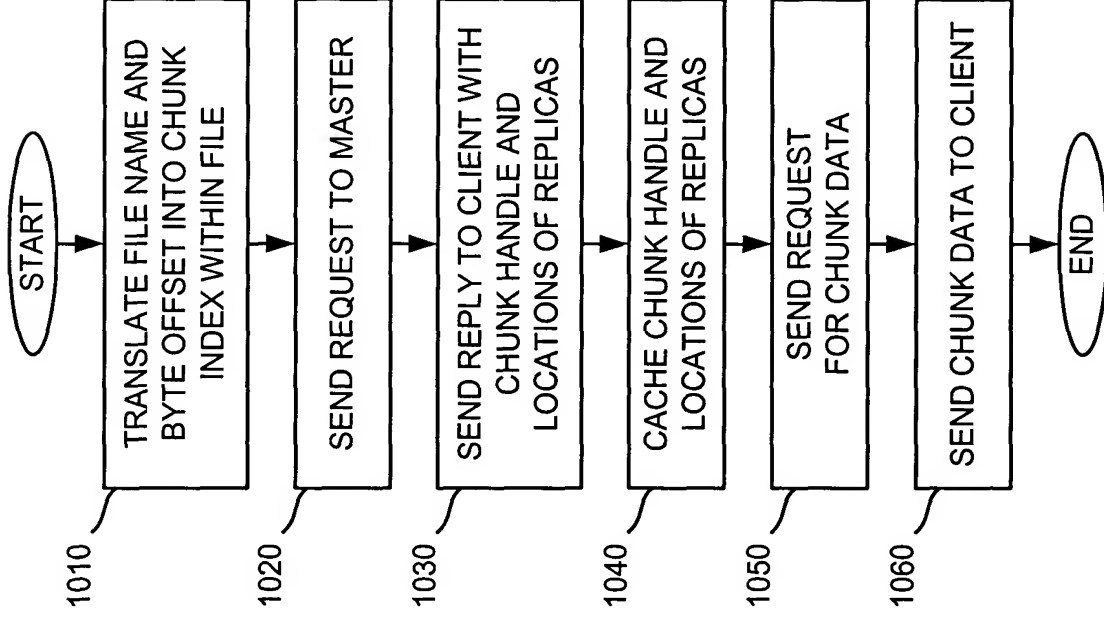 START
1010
TRANSLATE FILE NAME AND
BYTE OFFSET INTO CHUNK
INDEX WITHIN FILE
1020
SEND REQUEST TO MASTER
1030
SEND REPLY TO CLIENT WITH
CHUNK HANDLE AND
LOCATIONS OF REPLICAS
1040
CACHE CHUNK HANDLE AND
LOCATIONS OF REPLICAS
1050
SEND REQUEST
FOR CHUNK DATA
1060
SEND CHUNK DATA TO CLIENT
END